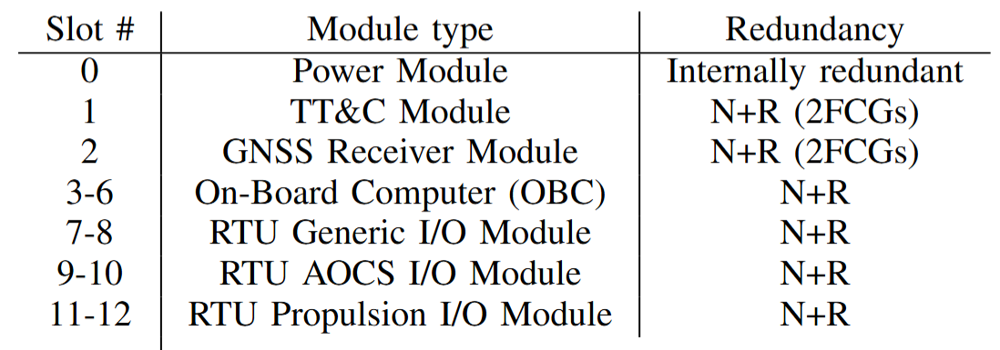 Slot # Module type Redundancy
0 Power Module Internally redundant
1 TT&C Module N+R (2FCGs)
2 GNSS Receiver Module N+R (2FCGs)
3-6 On-Board Computer (OBC) N+R
7-8 RTU Generic I/O Module N+R
9-10 RTU AOCS I/O Module N+R
11-12 RTU Propulsion I/O Module N+R